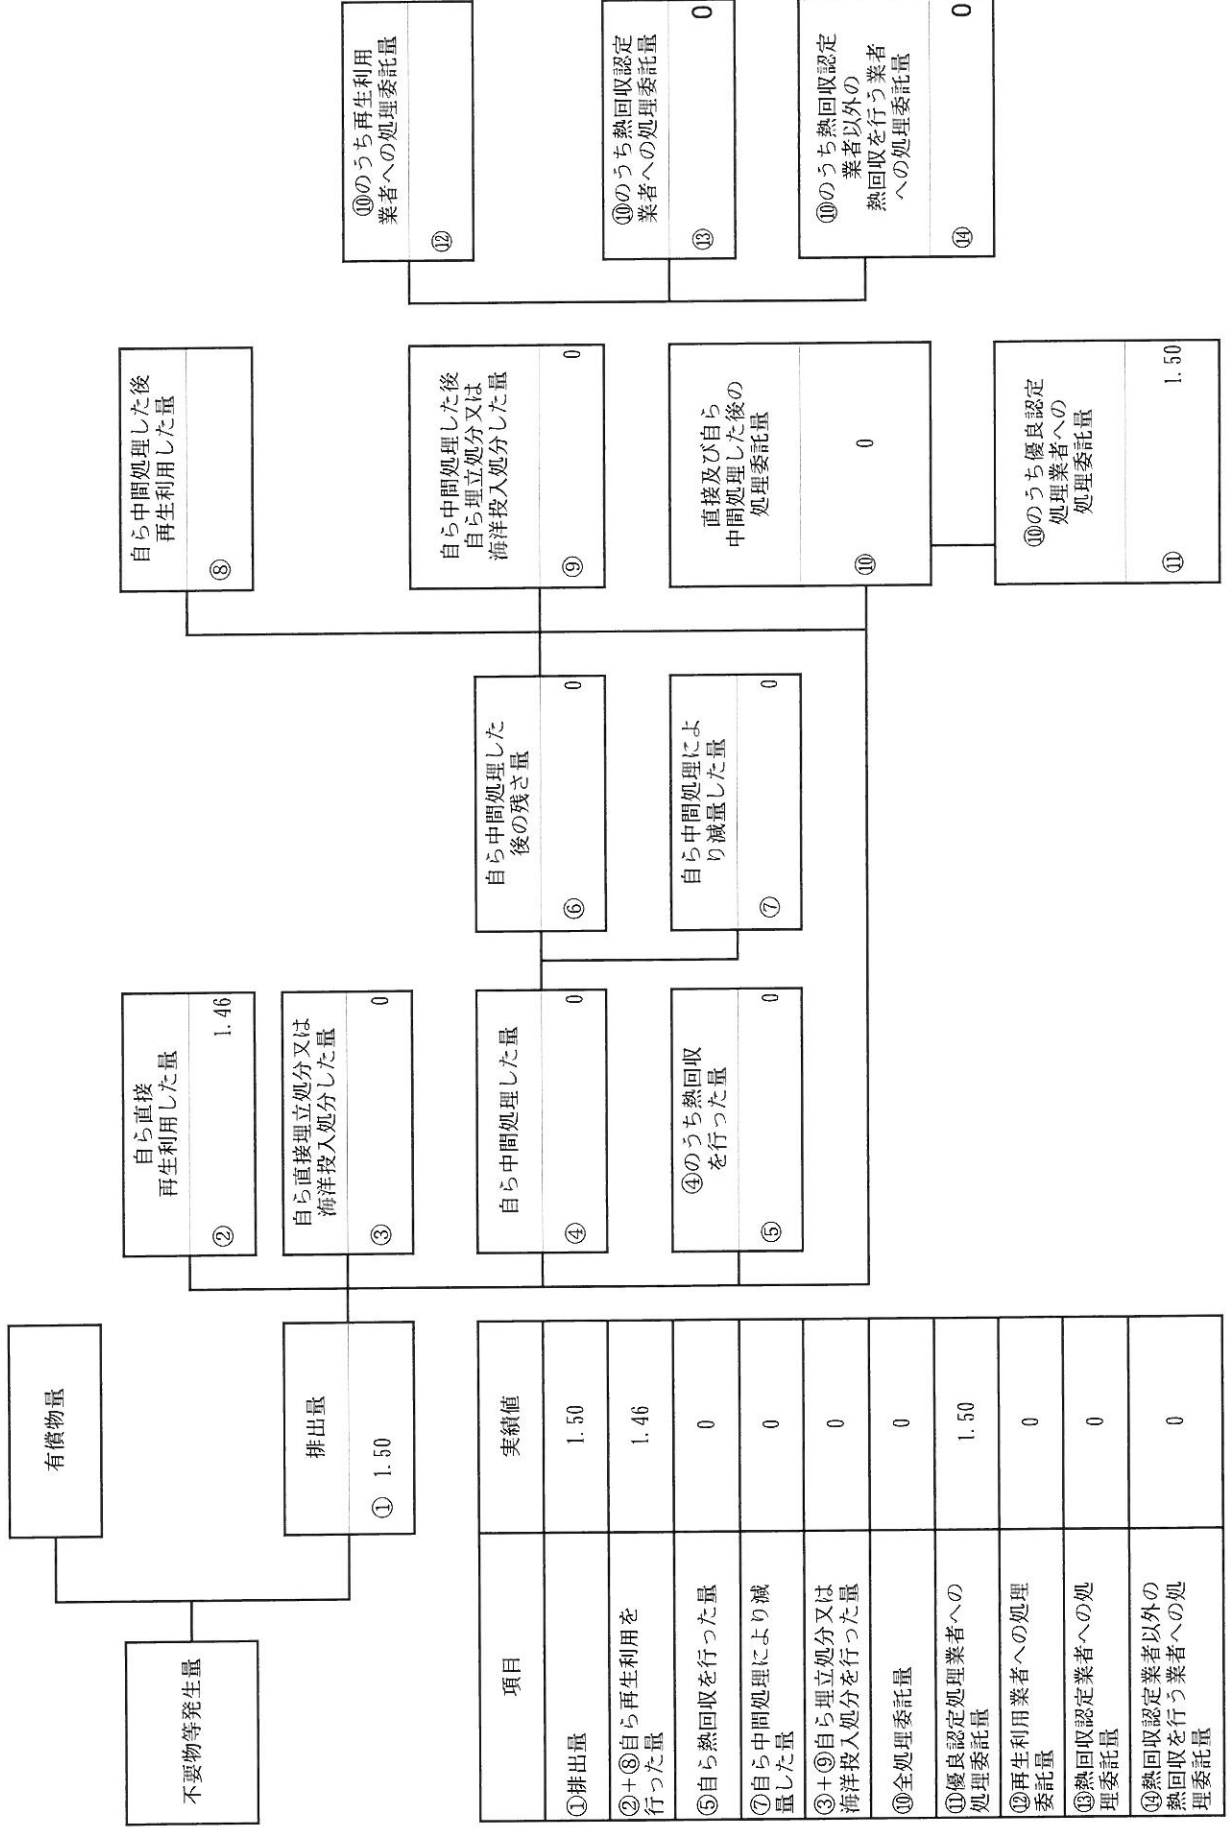 不要物等発生量
有償物量
排出量
① 1.50
自ら直接
再生利用した量
② 1.46
自ら直接埋立処分又は
海洋投入処分した量
③ 0
自ら中間処理した量
④ 0
④のうち熱回収
を行った量
⑤ 0
自ら中間処理した
後の残さ量
⑥ 0
自ら中間処理によ
り減量した量
⑦ 0
自ら中間処理した後
再生利用した量
⑧
自ら中間処理した後
自ら埋立処分又は
海洋投入処分した量
⑨ 0
直接及び自ら
中間処理した後の
処理委託量
⑩ 0
⑩のうち優良認定
処理業者への
処理委託量
⑪ 1.50
⑩のうち再生利用
業者への処理委託量
⑫
⑩のうち熱回収認定
業者への処理委託量
⑬ 0
⑩のうち熱回収認定
業者以外の
熱回収を行う業者
への処理委託量
⑭ 0
項目 実績値
①排出量 1.50
②+⑧自ら再生利用を
行った量 1.46
⑤自ら熱回収を行った量 0
⑦自ら中間処理により減
量した量 0
③+⑨自ら埋立処分又は
海洋投入処分を行った量 0
⑩全処理委託量 0
⑪優良認定処理業者への
処理委託量 1.50
⑫再生利用業者への処理
委託量 0
⑬熱回収認定業者への処
理委託量 0
⑭熱回収認定業者以外の
熱回収を行う業者への処
理委託量 0